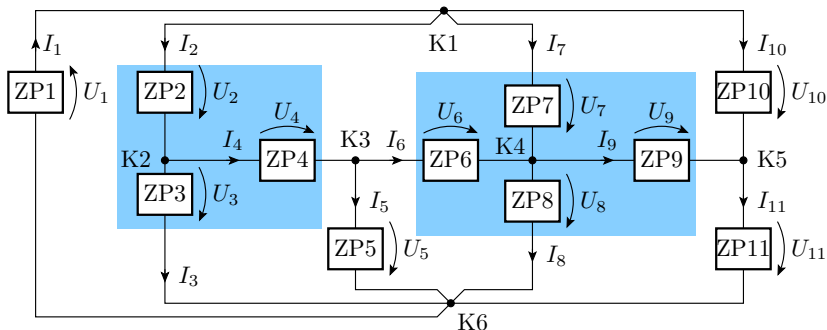 K1
I1 I2 I7 I10
ZP1 U1 ZP2 U2 ZP7 U7 ZP10 U10
U4 K3 U6 U9
K2 I4 ZP4 I6 ZP6 K4 I9 ZP9 K5
ZP3 U3 I5 ZP8 U8 I11
ZP5 U5 ZP11 U11
I3 I8
K6